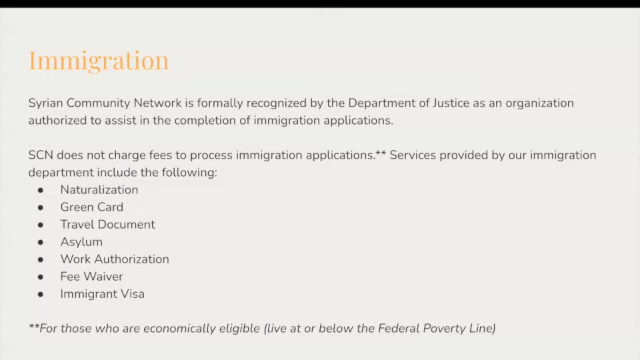 Immigration
Syrian Community Network is formally recognized by the Department of Justice as an organization
authorized to assist in the completion of immigration applications.
SCN does not charge fees to process immigration applications.** Services provided by our immigration
department include the following:
● Naturalization
● Green Card
● Travel Document
● Asylum
● Work Authorization
● Fee Waiver
● Immigrant Visa
**For those who are economically eligible (live at or below the Federal Poverty Line)